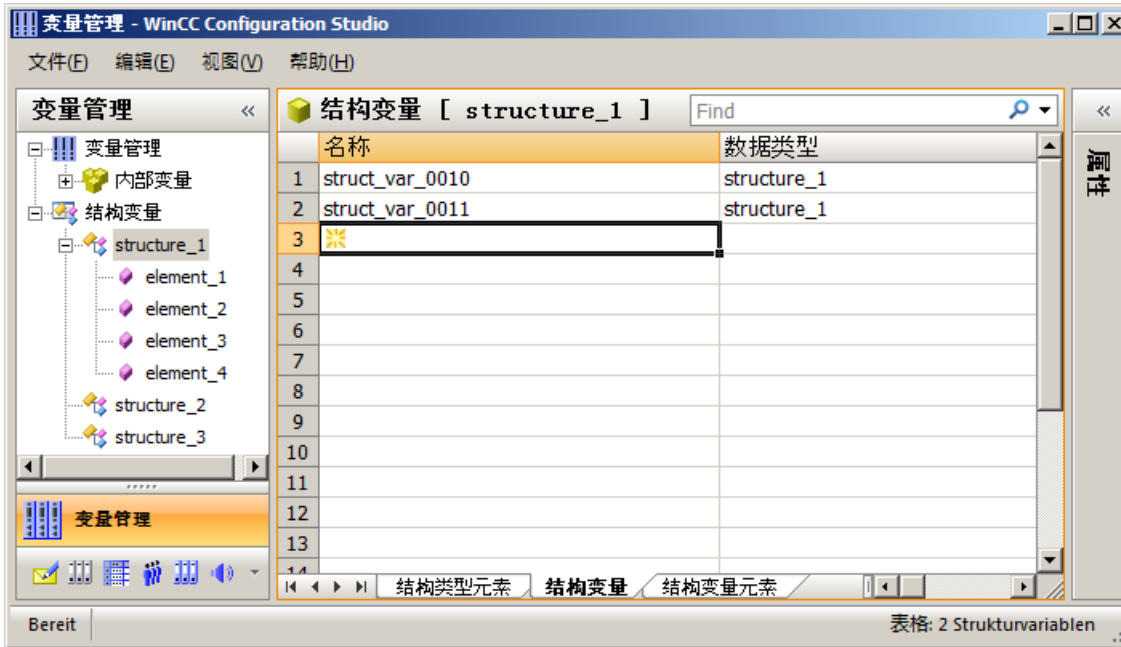 变量管理 - WinCC Configuration Studio
文件(F) 编辑(E) 视图(V) 帮助(H)
变量管理 «
结构变量 [ structure_1 ] Find
«
属性
变量管理
内部变量
结构变量
structure_1
element_1
element_2
element_3
element_4
structure_2
structure_3
变量管理
名称 数据类型
1 struct_var_0010 structure_1
2 struct_var_0011 structure_1
3
4
5
6
7
8
9
10
11
12
13
14
结构类型元素 结构变量 结构变量元素
Bereit 表格: 2 Strukturvariablen